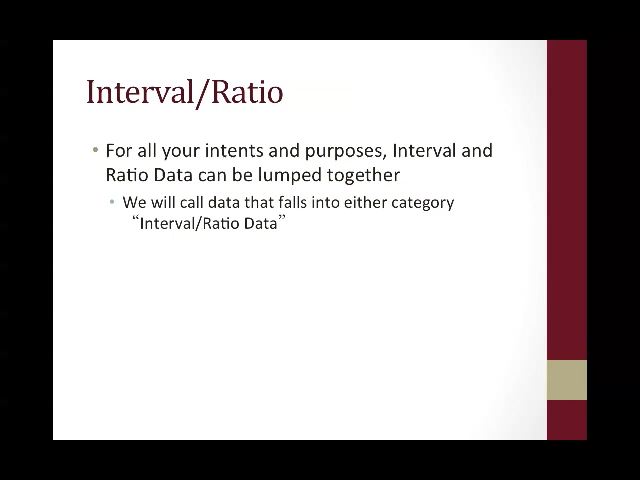 Interval/Ratio
• For all your intents and purposes, Interval and
Ratio Data can be lumped together
• We will call data that falls into either category
“Interval/Ratio Data”